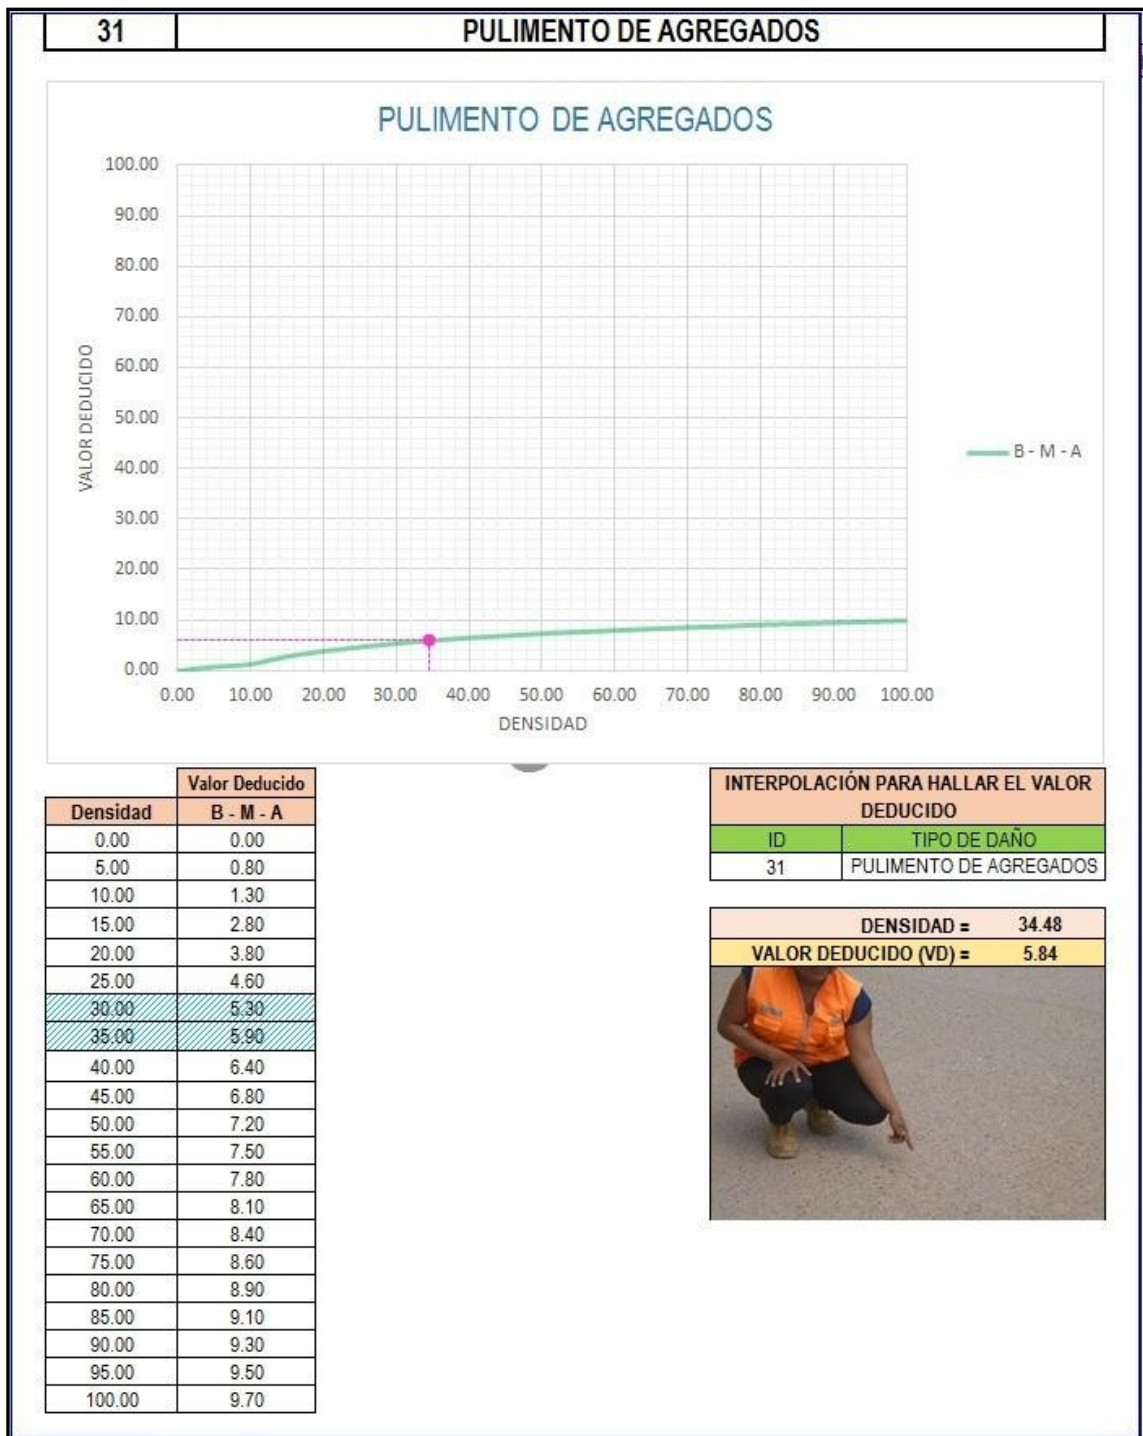 31 PULIMENTO DE AGREGADOS
PULIMENTO DE AGREGADOS
100.00
90.00
80.00
70.00
60.00
50.00
40.00
30.00
20.00
10.00
0.00
VALOR DEDUCIDO
0.00 10.00 20.00 30.00 40.00 50.00 60.00 70.00 80.00 90.00 100.00
DENSIDAD
B - M - A
Valor Deducido
Densidad B - M - A
0.00 0.00
5.00 0.80
10.00 1.30
15.00 2.80
20.00 3.80
25.00 4.60
30.00 5.30
35.00 5.90
40.00 6.40
45.00 6.80
50.00 7.20
55.00 7.50
60.00 7.80
65.00 8.10
70.00 8.40
75.00 8.60
80.00 8.90
85.00 9.10
90.00 9.30
95.00 9.50
100.00 9.70
INTERPOLACIÓN PARA HALLAR EL VALOR
DEDUCIDO
ID TIPO DE DAÑO
31 PULIMENTO DE AGREGADOS
DENSIDAD = 34.48
VALOR DEDUCIDO (VD) = 5.84